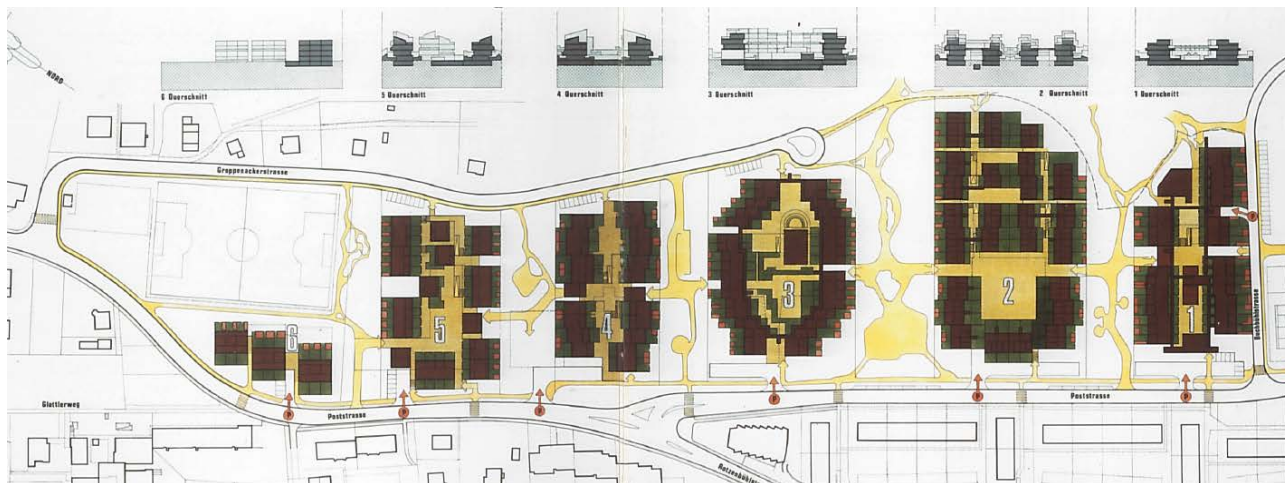 NORD
6 Querschnitt
5 Querschnitt
4 Querschnitt
3 Querschnitt
2 Querschnitt
1 Querschnitt
Groppenackerstrasse
6
5
4
3
2
1
P
Glattlerweg
Poststrasse
P
P
P
P
P
P
Poststrasse